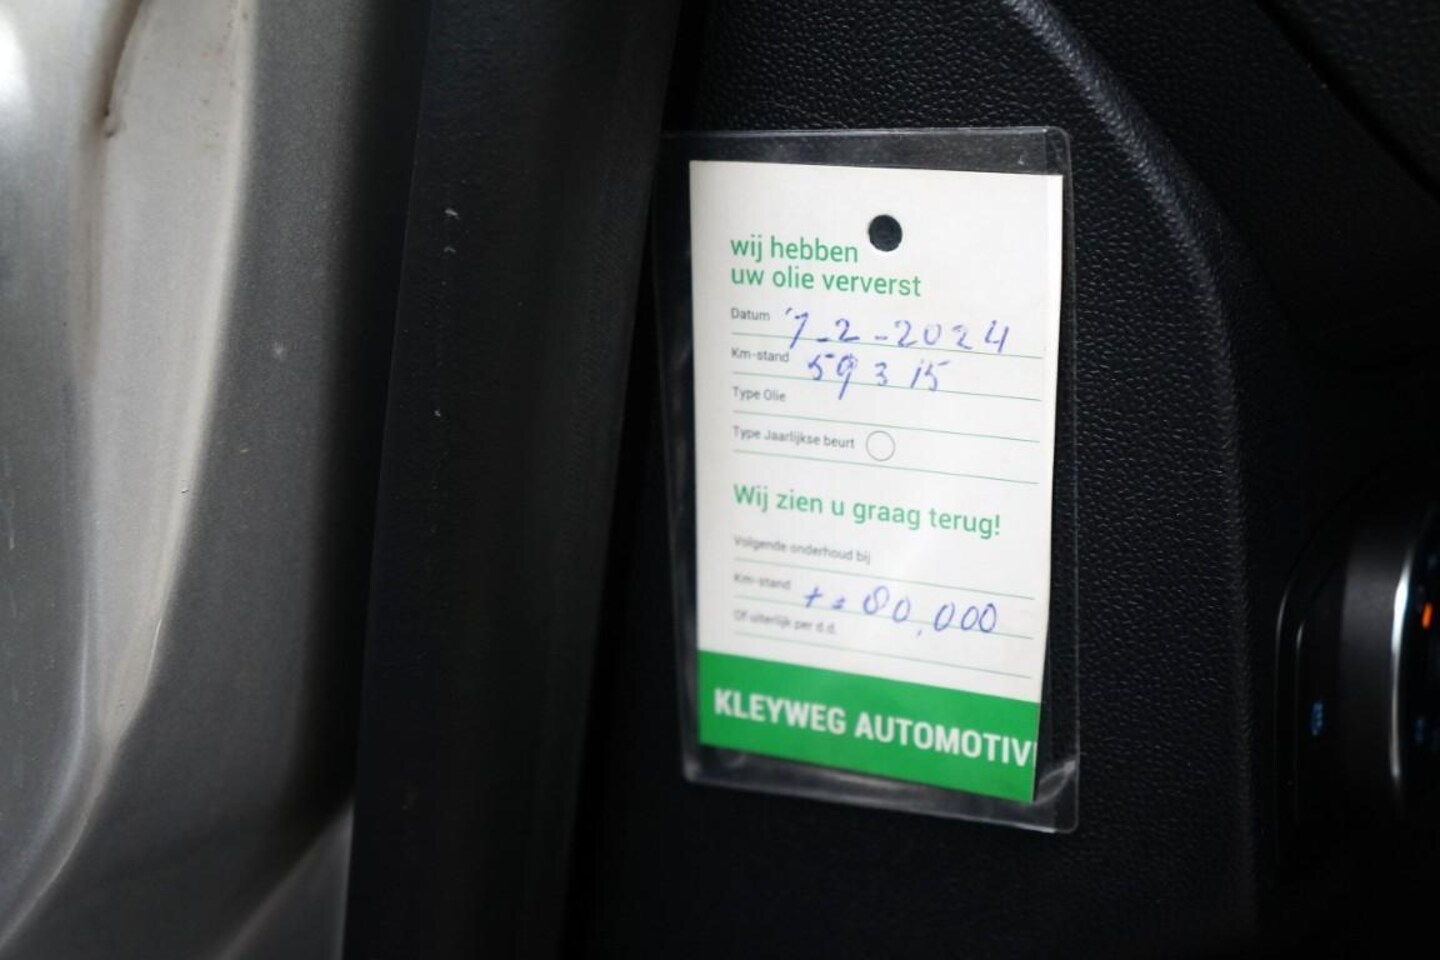 wij hebben
uw olie ververst
Datum 7-2-2024
Km-stand 59315
Type Olie
Type Jaarlijkse beurt
Wij zien u graag terug!
Volgende onderhoud bij
Km-stand += 80,000
Of uiterlijk per d.d.
KLEYWEG AUTOMOTIV